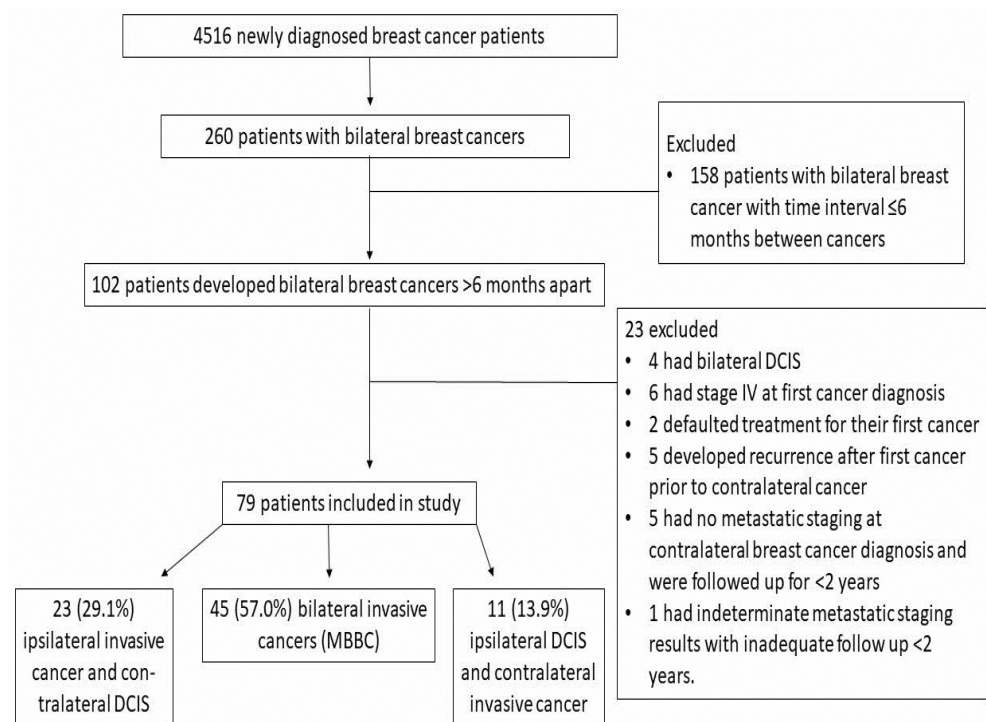 4516 newly diagnosed breast cancer patients
260 patients with bilateral breast cancers
Excluded
• 158 patients with bilateral breast
cancer with time interval ≤6
months between cancers
102 patients developed bilateral breast cancers >6 months apart
23 excluded
• 4 had bilateral DCIS
• 6 had stage IV at first cancer diagnosis
• 2 defaulted treatment for their first cancer
• 5 developed recurrence after first cancer
prior to contralateral cancer
• 5 had no metastatic staging at
contralateral breast cancer diagnosis and
were followed up for <2 years
• 1 had indeterminate metastatic staging
results with inadequate follow up <2
years.
79 patients included in study
23 (29.1%)
ipsilateral invasive
cancer and con-
tralateral DCIS
45 (57.0%) bilateral invasive
cancers (MBBC)
11 (13.9%)
ipsilateral DCIS
and contralateral
invasive cancer